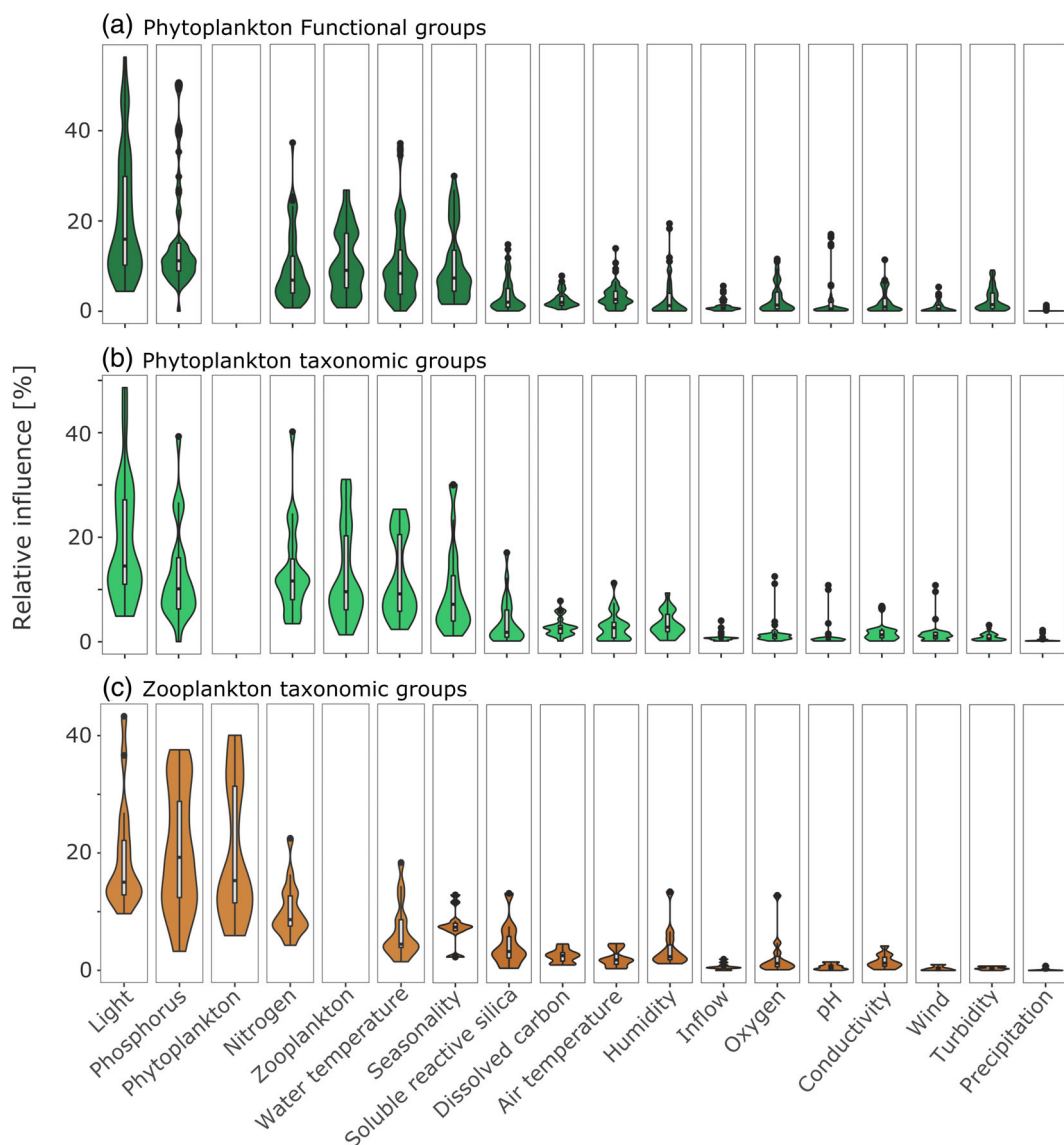 (a) Phytoplankton Functional groups
40
20
0
(b) Phytoplankton taxonomic groups
40
20
0
(c) Zooplankton taxonomic groups
40
20
0
Relative influence [%]
Light
Phosphorus
Phytoplankton
Nitrogen
Zooplankton
Water temperature
Seasonality
Soluble reactive silica
Dissolved carbon
Air temperature
Humidity
Inflow
Oxygen
pH
Conductivity
Wind
Turbidity
Precipitation